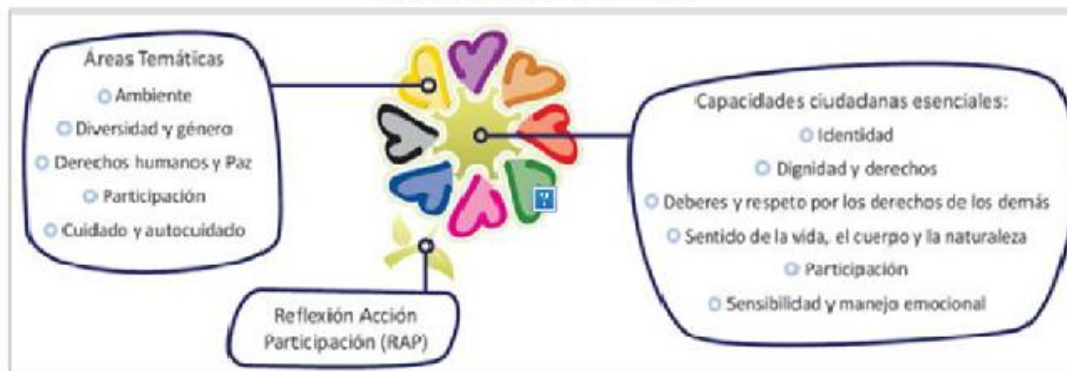 Áreas Temáticas
Ambiente
Diversidad y género
Derechos humanos y Paz
Participación
Cuidado y autocuidado
Reflexión Acción
Participación (RAP)
Capacidades ciudadanas esenciales:
Identidad
Dignidad y derechos
Deberes y respeto por los derechos de los demás
Sentido de la vida, el cuerpo y la naturaleza
Participación
Sensibilidad y manejo emocional